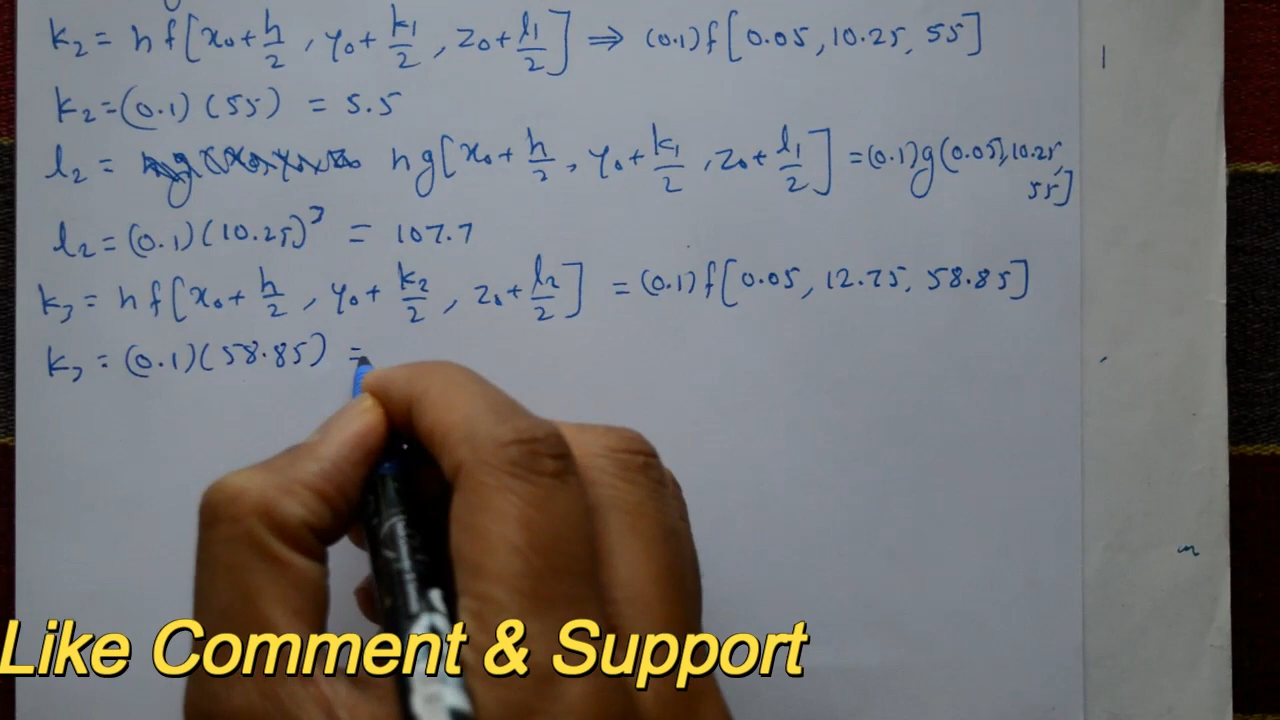 k₂ = hf[x₀+h/2, y₀+k₁/2, z₀+l₁/2] ⇒ (0.1)f[0.05, 10.25, 55]
k₂=(0.1)(55) = 5.5
l₂ = hg[x₀+h/2, y₀+k₁/2, z₀+l₁/2] =(0.1)g(0.05, 10.25,
55]
l₂=(0.1)(10.25)³ = 107.7
k₃ = hf[x₀+h/2, y₀+k₂/2, z₀+l₂/2] =(0.1)f[0.05, 12.75, 58.85]
k₃ = (0.1)(58.85) =
Like Comment & Support